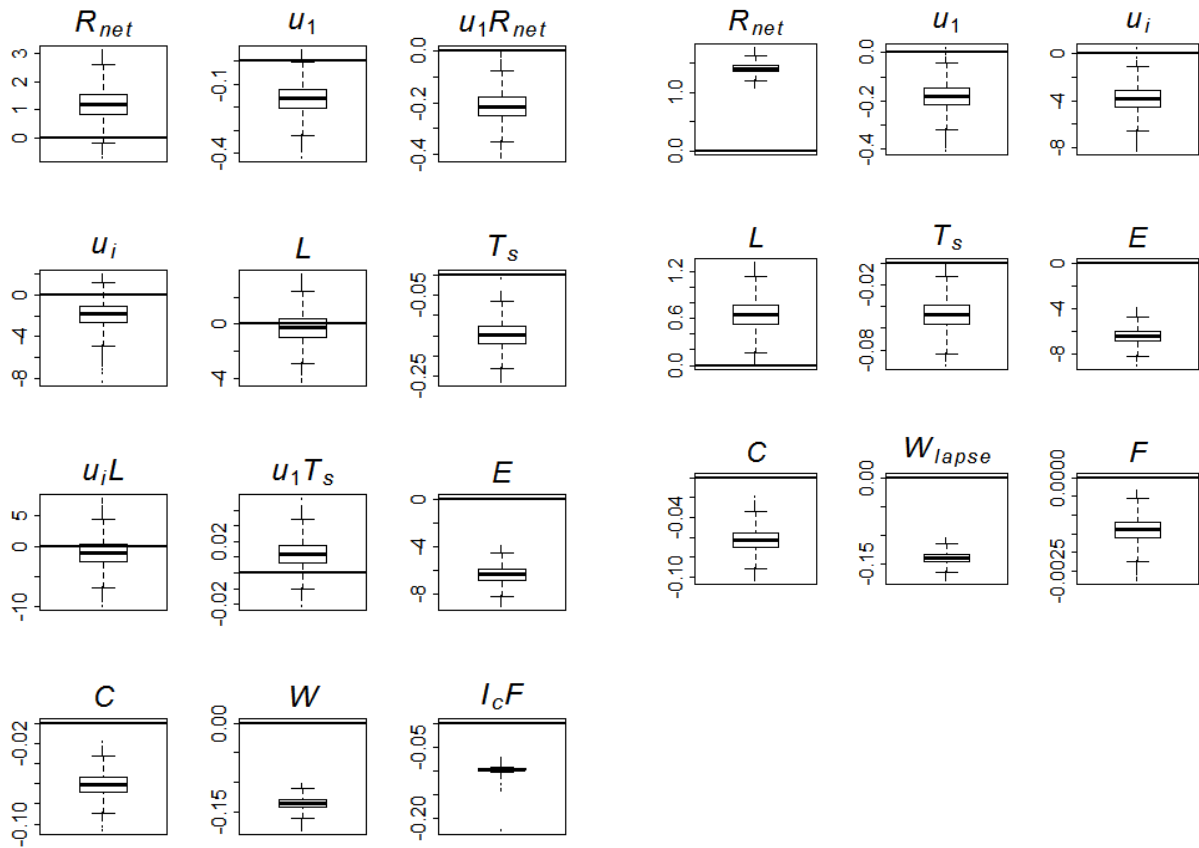 R_net
3
2
1
0
u_1
-0.1
-0.4
u_1R_net
0.0
-0.2
-0.4
R_net
1.0
0.0
u_1
0.0
-0.2
-0.4
u_i
0
-4
-8
u_i
0
-4
-8
L
0
-4
T_s
-0.05
-0.25
L
1.2
0.6
0.0
T_s
-0.02
-0.08
E
0
-4
-8
u_iL
5
0
-10
u_1T_s
0.02
-0.02
E
0
-4
-8
C
-0.04
-0.10
W_lapse
0.00
-0.15
F
0.0000
-0.0025
C
-0.02
-0.10
W
0.00
-0.15
I_cF
-0.05
-0.20